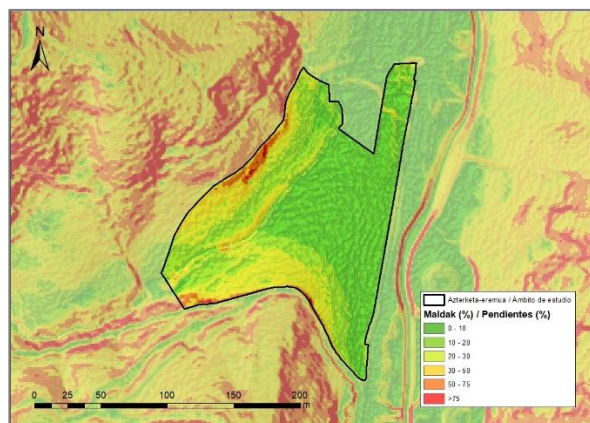 N
Azterketa-eremua / Ámbito de estudio
Maldak (%) / Pendientes (%)
0 - 10
10 - 20
20 - 30
30 - 50
50 - 75
>75
0 25 50 100 150 200
m